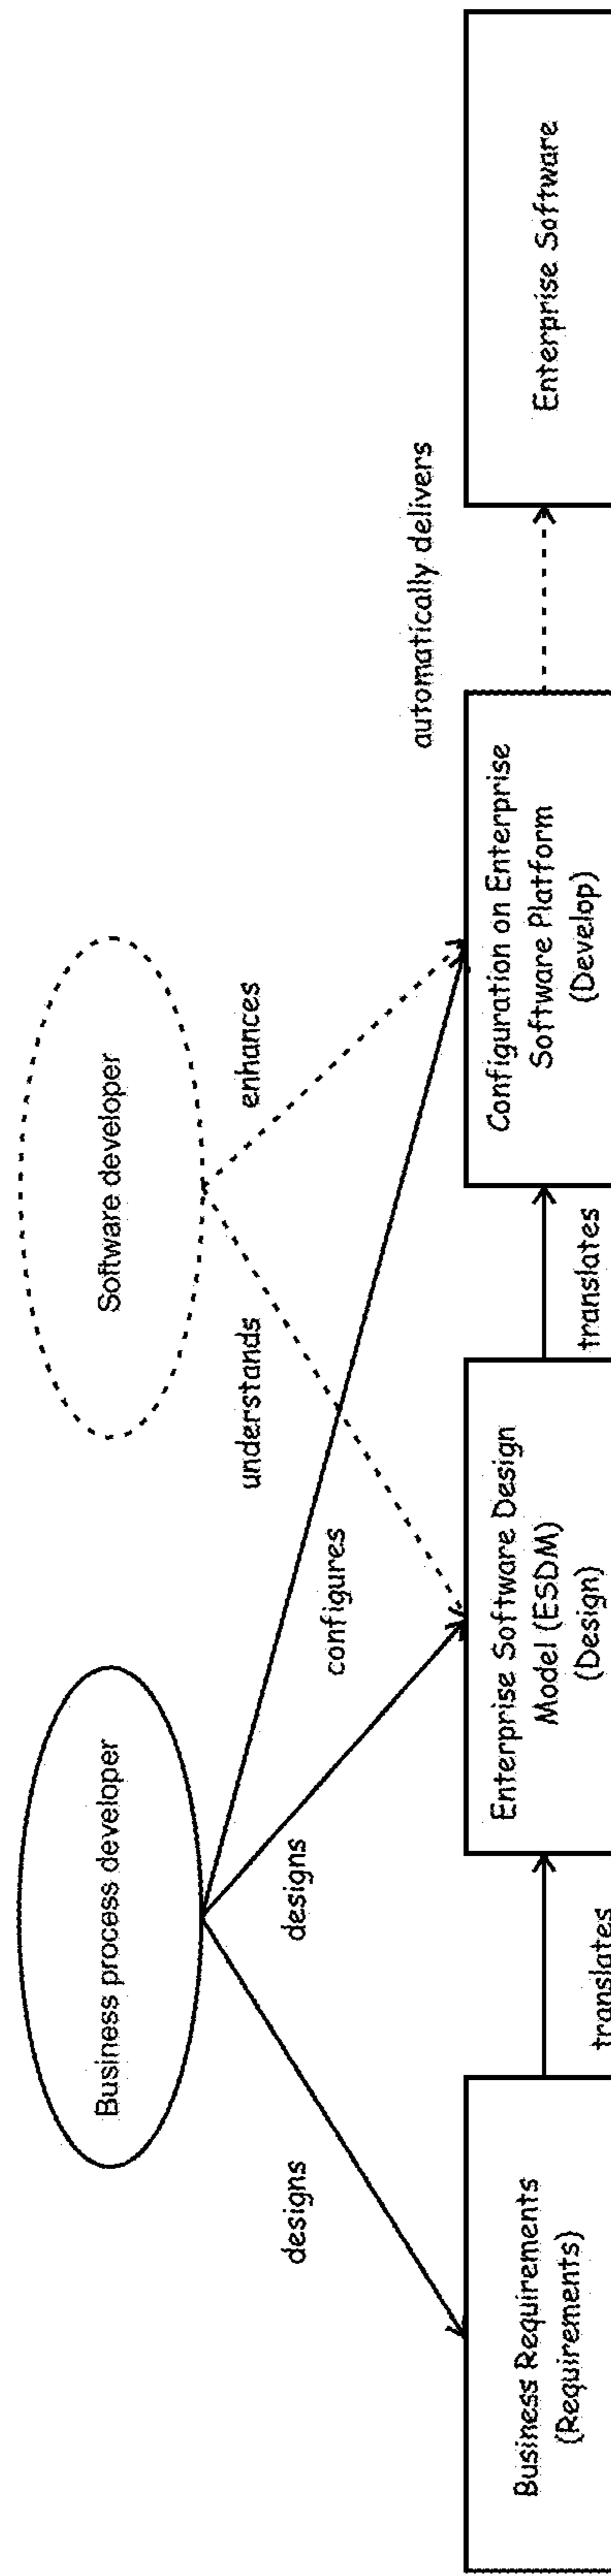 Business process developer
Software developer
designs
designs
configures
understands
enhances
automatically delivers
Business Requirements
(Requirements)
translates
Enterprise Software Design
Model (ESDM)
(Design)
translates
Configuration on Enterprise
Software Platform
(Develop)
Enterprise Software